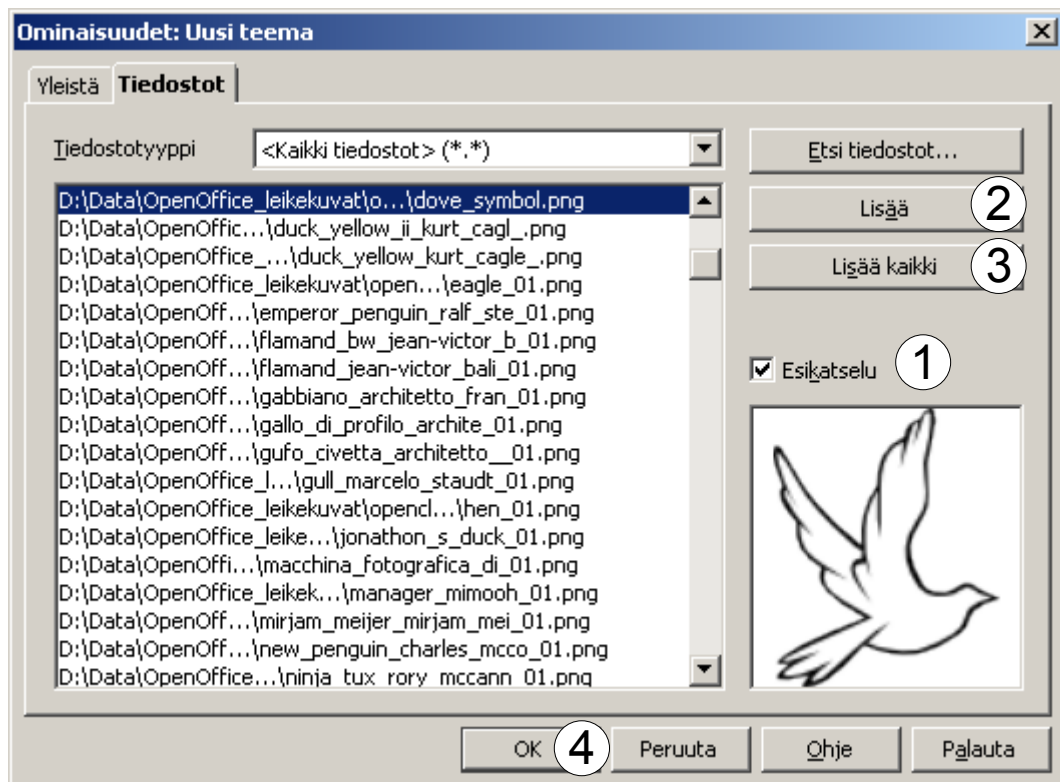 Ominaisuudet: Uusi teema
Yleistä Tiedostot
Tiedostotyyppi <Kaikki tiedostot> (*.*) Etsi tiedostot...
D:\Data\OpenOffice_leikekuvat\o...\dove_symbol.png
Lisää 2
D:\Data\OpenOffic...\duck_yellow_ii_kurt_cagl_.png
D:\Data\OpenOffice_...\duck_yellow_kurt_cagle_.png
Lisää kaikki 3
D:\Data\OpenOffice_leikekuvat\open...\eagle_01.png
D:\Data\OpenOff...\emperor_penguin_ralf_ste_01.png
D:\Data\OpenOff...\flamand_bw_jean-victor_b_01.png
D:\Data\OpenOff...\flamand_jean-victor_bali_01.png
Esikatselu 1
D:\Data\OpenOff...\gabbiano_architetto_fran_01.png
D:\Data\OpenOff...\gallo_di_profilo_archite_01.png
D:\Data\OpenOff...\gufo_civetta_architetto__01.png
D:\Data\OpenOffice_l...\gull_marcelo_staudt_01.png
D:\Data\OpenOffice_leikekuvat\opencl...\hen_01.png
D:\Data\OpenOffice_leike...\jonathon_s_duck_01.png
D:\Data\OpenOffi...\macchina_fotografica_di_01.png
D:\Data\OpenOffice_leikek...\manager_mimooh_01.png
D:\Data\OpenOff...\mirjam_meijer_mirjam_mei_01.png
D:\Data\OpenOff...\new_penguin_charles_mcco_01.png
D:\Data\OpenOffice...\ninja_tux_rory_mccann_01.png
OK 4 Peruuta Ohje Palauta